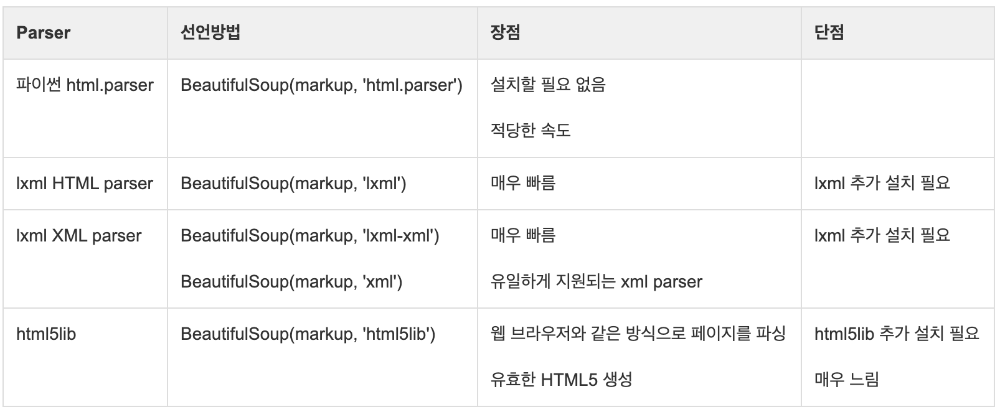 Parser 선언방법 장점 단점
파이썬 html.parser BeautifulSoup(markup, 'html.parser') 설치할 필요 없음
적당한 속도
lxml HTML parser BeautifulSoup(markup, 'lxml') 매우 빠름 lxml 추가 설치 필요
lxml XML parser BeautifulSoup(markup, 'lxml-xml') 매우 빠름 lxml 추가 설치 필요
BeautifulSoup(markup, 'xml') 유일하게 지원되는 xml parser
html5lib BeautifulSoup(markup, 'html5lib') 웹 브라우저와 같은 방식으로 페이지를 파싱 html5lib 추가 설치 필요
유효한 HTML5 생성 매우 느림